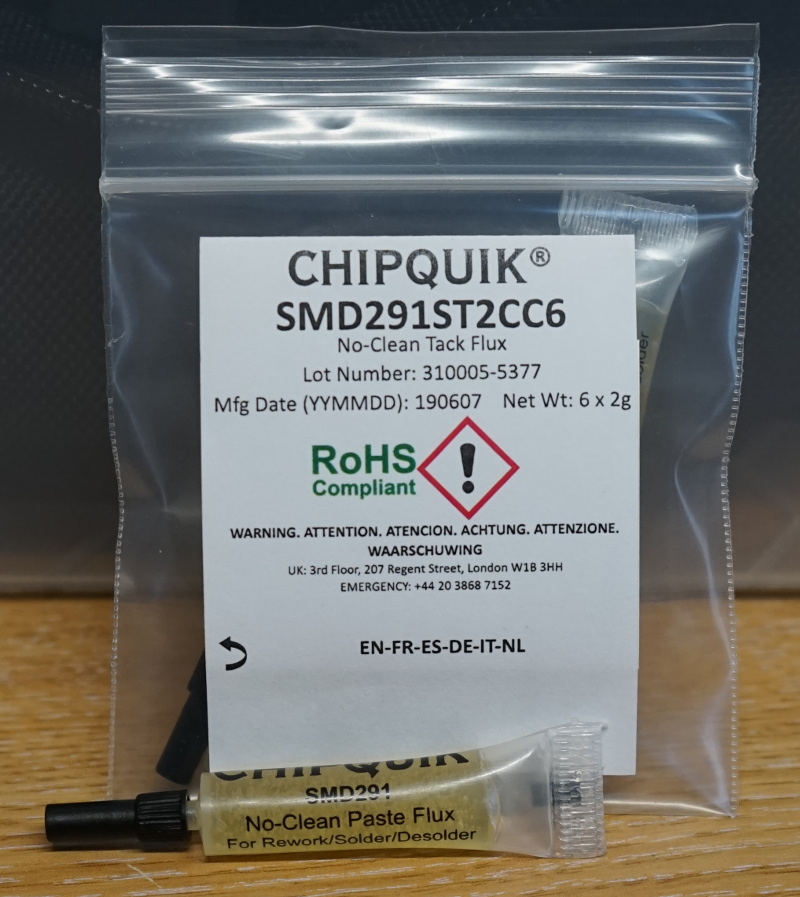 CHIPQUIK®
SMD291ST2CC6
No-Clean Tack Flux
Lot Number: 310005-5377
Mfg Date (YYMMDD): 190607 Net Wt: 6 x 2g
RoHS
Compliant
WARNING. ATTENTION. ATENCION. ACHTUNG. ATTENZIONE.
WAARSCHUWING
UK: 3rd Floor, 207 Regent Street, London W1B 3HH
EMERGENCY: +44 20 3868 7152
EN-FR-ES-DE-IT-NL
CHIPQUIK
SMD291
No-Clean Paste Flux
For Rework/Solder/Desolder